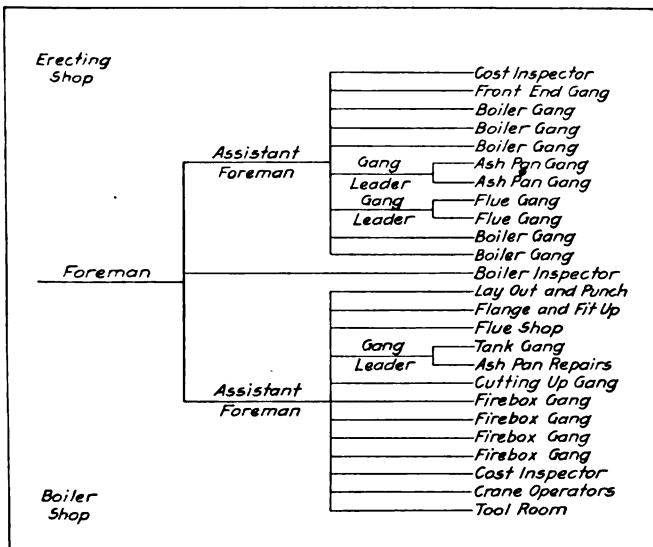 Erecting
Shop
Cost Inspector
Front End Gang
Boiler Gang
Boiler Gang
Assistant
Foreman
Boiler Gang
Gang
Leader
Ash Pan Gang
Ash Pan Gang
Gang
Leader
Flue Gang
Flue Gang
Boiler Gang
Boiler Gang
Foreman
Boiler Inspector
Lay Out and Punch
Flange and Fit Up
Flue Shop
Gang
Leader
Tank Gang
Ash Pan Repairs
Assistant
Foreman
Cutting Up Gang
Firebox Gang
Firebox Gang
Firebox Gang
Firebox Gang
Cost Inspector
Crane Operators
Tool Room
Boiler
Shop